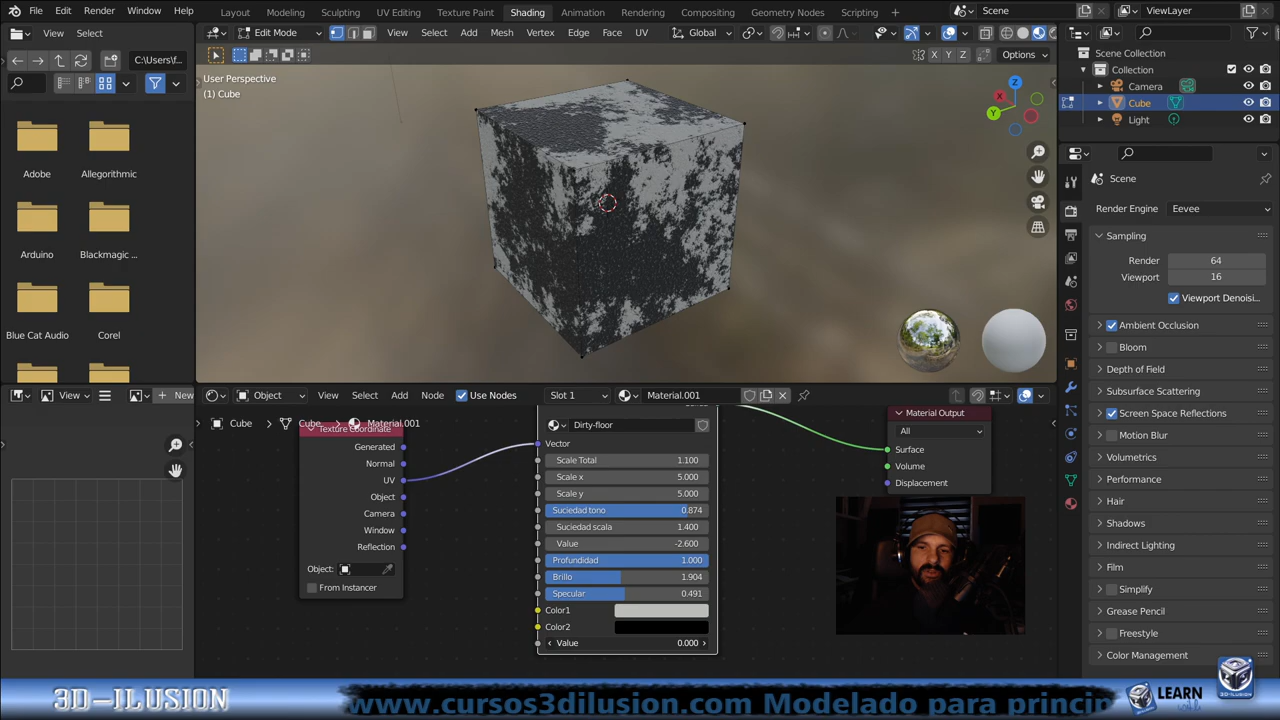 File Edit Render Window Help Layout Modeling Sculpting UV Editing Texture Paint Shading Animation Rendering Compositing Geometry Nodes Scripting Scene ViewLayer
View Select Edit Mode View Select Add Mesh Vertex Edge Face UV Global
C:\Users\f... X Y Z Options
User Perspective
(1) Cube
Scene Collection
Collection
Camera
Cube
Light
Adobe Allegorithmic
Arduino Blackmagic ...
Blue Cat Audio Corel
Scene
Render Engine Eevee
Sampling
Render 64
Viewport 16
Viewport Denoisi...
Ambient Occlusion
Bloom
Depth of Field
Subsurface Scattering
Screen Space Reflections
Motion Blur
Volumetrics
Performance
Hair
Shadows
Indirect Lighting
Film
Simplify
Grease Pencil
Freestyle
Color Management
View New Object View Select Add Node Use Nodes Slot 1 Material.001
Cube Cube Material.001
Texture Coordinate
Generated
Normal
UV
Object
Camera
Window
Reflection
Object:
From Instancer
Dirty-floor
Vector
Scale Total 1.100
Scale x 5.000
Scale y 5.000
Suciedad tono 0.874
Suciedad scala 1.400
Value -2.600
Profundidad 1.000
Brillo 1.904
Specular 0.491
Color1
Color2
Value 0.000
Material Output
All
Surface
Volume
Displacement
3D-ILUSION www.cursos3dilusion.com Modelado para princip LEARN